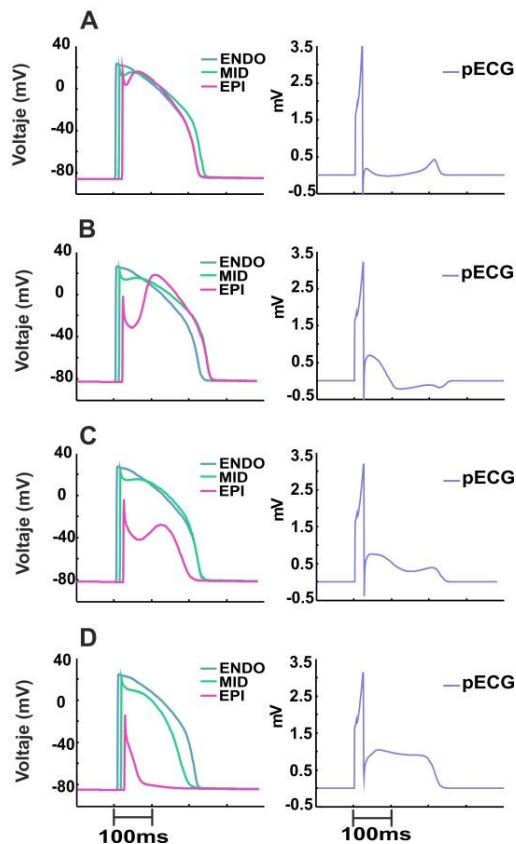 A
Voltaje (mV)
40
0
-40
-80
ENDO
MID
EPI
mV
3.5
2.5
1.5
0.5
-0.5
pECG
B
Voltaje (mV)
40
0
-40
-80
ENDO
MID
EPI
mV
3.5
2.5
1.5
0.5
-0.5
pECG
C
Voltaje (mV)
40
0
-40
-80
ENDO
MID
EPI
mV
3.5
2.5
1.5
0.5
-0.5
pECG
D
Voltaje (mV)
40
0
-40
-80
ENDO
MID
EPI
mV
3.5
2.5
1.5
0.5
-0.5
pECG
100ms
100ms